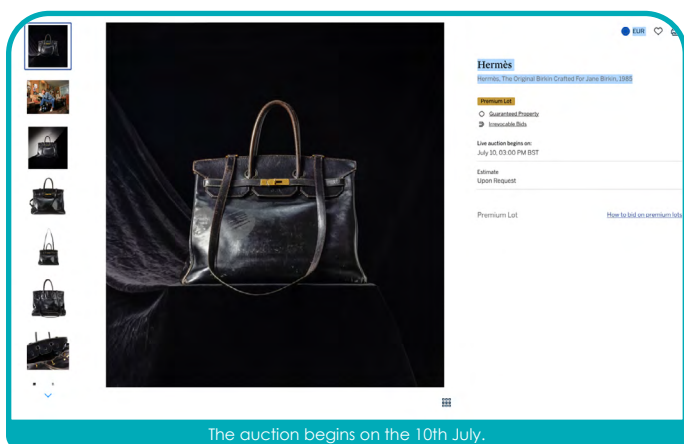 EUR
Hermès
Hermès, The Original Birkin Crafted For Jane Birkin, 1985
Premium Lot
Guaranteed Property
Irrevocable Bids
Live auction begins on:
July 10, 03:00 PM BST
Estimate
Upon Request
Premium Lot
How to bid on premium lots
The auction begins on the 10th July.